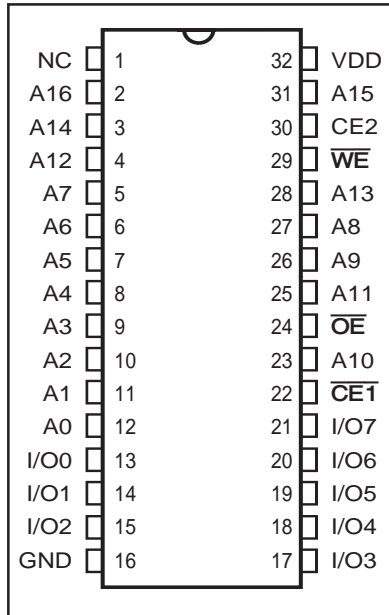 NC 1 32 VDD
A16 2 31 A15
A14 3 30 CE2
A12 4 29 W̅E̅
A7 5 28 A13
A6 6 27 A8
A5 7 26 A9
A4 8 25 A11
A3 9 24 O̅E̅
A2 10 23 A10
A1 11 22 C̅E̅1̅
A0 12 21 I/O7
I/O0 13 20 I/O6
I/O1 14 19 I/O5
I/O2 15 18 I/O4
GND 16 17 I/O3